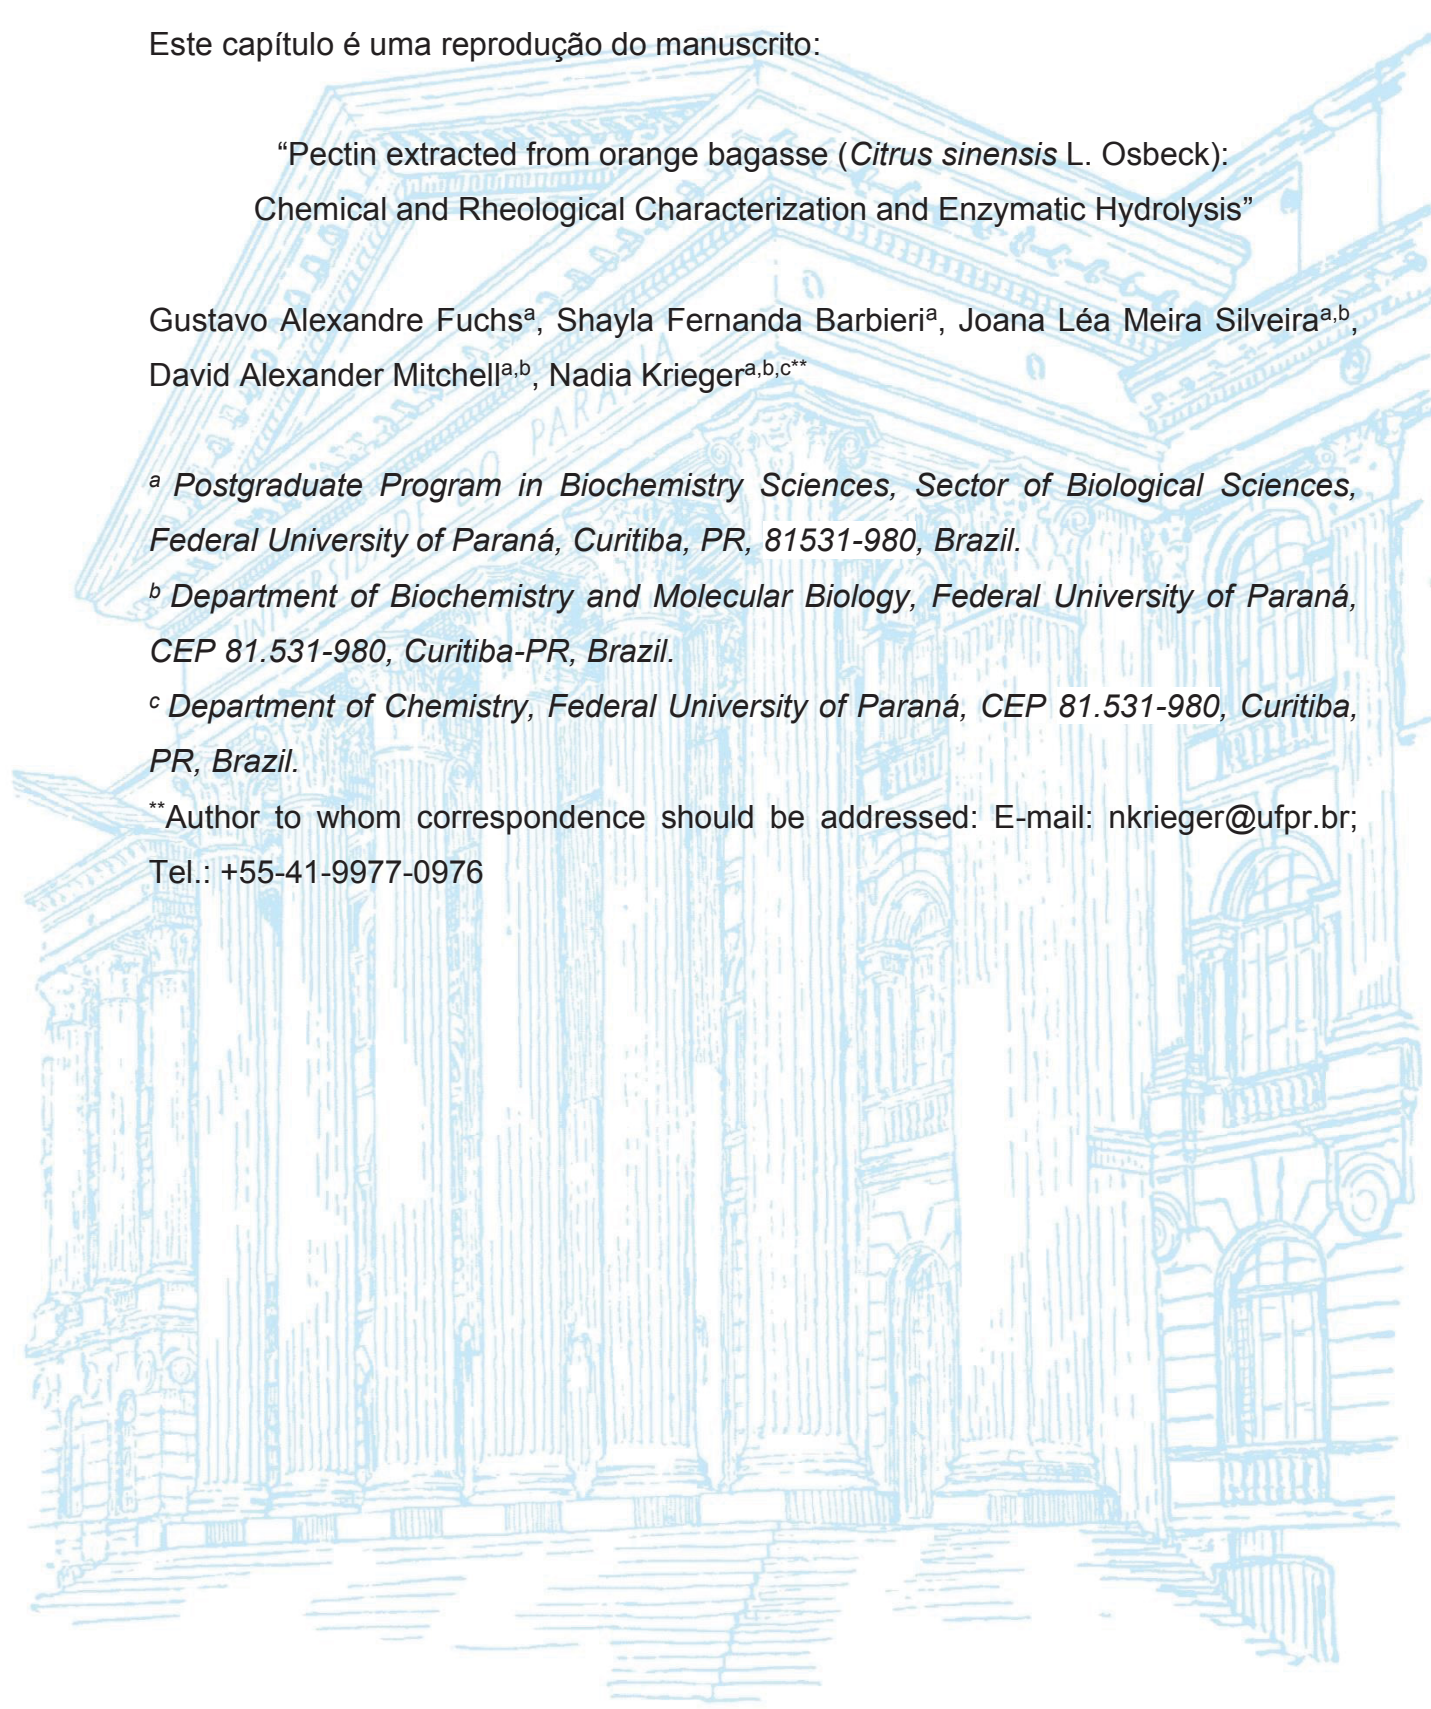 Este capítulo é uma reprodução do manuscrito:
“Pectin extracted from orange bagasse (Citrus sinensis L. Osbeck):
Chemical and Rheological Characterization and Enzymatic Hydrolysis”
Gustavo Alexandre Fuchsa, Shayla Fernanda Barbieria, Joana Léa Meira Silveiraa,b,
David Alexander Mitchella,b, Nadia Kriegera,b,c**
a Postgraduate Program in Biochemistry Sciences, Sector of Biological Sciences,
Federal University of Paraná, Curitiba, PR, 81531-980, Brazil.
b Department of Biochemistry and Molecular Biology, Federal University of Paraná,
CEP 81.531-980, Curitiba-PR, Brazil.
c Department of Chemistry, Federal University of Paraná, CEP 81.531-980, Curitiba,
PR, Brazil.
**Author to whom correspondence should be addressed: E-mail: nkrieger@ufpr.br;
Tel.: +55-41-9977-0976